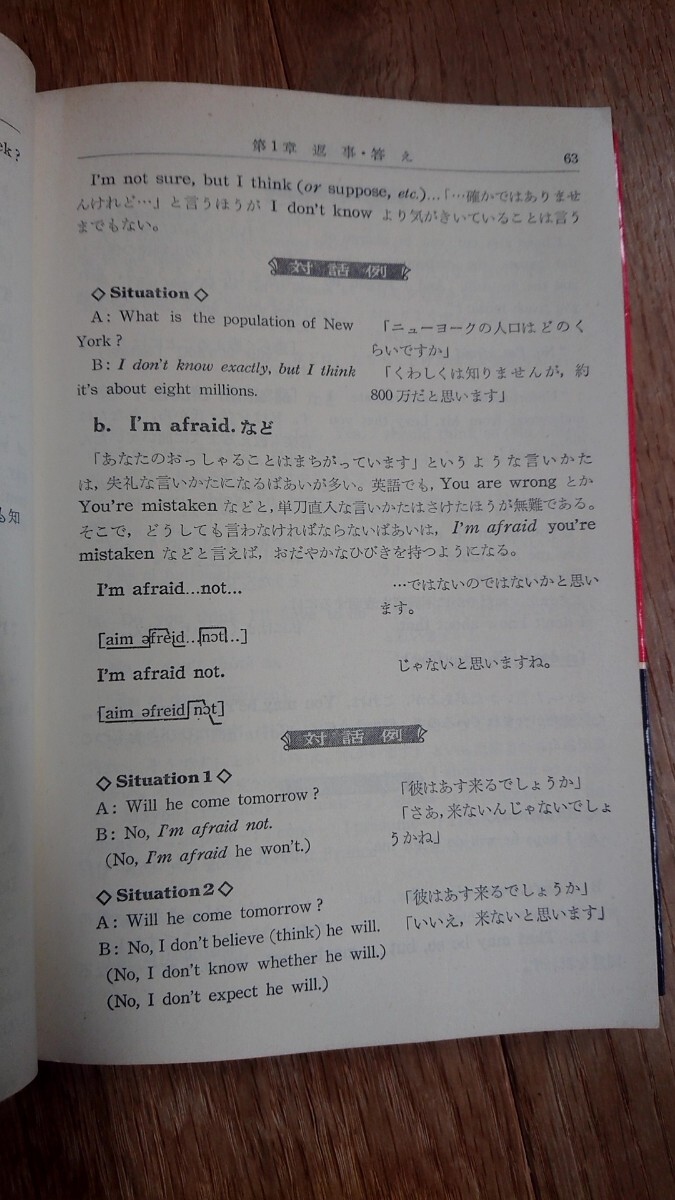 第1章 返事・答え 63
I'm not sure, but I think (or suppose, etc.)…「…確かではありませ
んけれど…」と言うほうが I don't know より気がきいていることは言う
までもない。
対話例
◇Situation◇
A: What is the population of New
York?
「ニューヨークの人口はどのく
らいですか」
B: I don't know exactly, but I think
it's about eight millions.
「くわしくは知りませんが，約
800万だと思います」
b. I'm afraid. など
「あなたのおっしゃることはまちがっています」というような言いかた
は，失礼な言いかたになるばあいが多い。英語でも，You are wrong とか
You're mistaken などと，単刀直入な言いかたはさけたほうが無難である。
そこで，どうしても言わなければならないばあいは，I'm afraid you're
mistaken などと言えば，おだやかなひびきを持つようになる。
I'm afraid…not…
…ではないのではないかと思い
ます。
[aim əfreid…nɔt…]
I'm afraid not.
じゃないと思いますね。
[aim əfreid nɔt]
対話例
◇Situation1◇
A: Will he come tomorrow?
「彼はあす来るでしょうか」
B: No, I'm afraid not.
(No, I'm afraid he won't.)
「さあ，来ないんじゃないでしょ
うかね」
◇Situation2◇
A: Will he come tomorrow?
「彼はあす来るでしょうか」
B: No, I don't believe (think) he will.
「いいえ，来ないと思います」
(No, I don't know whether he will.)
(No, I don't expect he will.)
ek?
も知